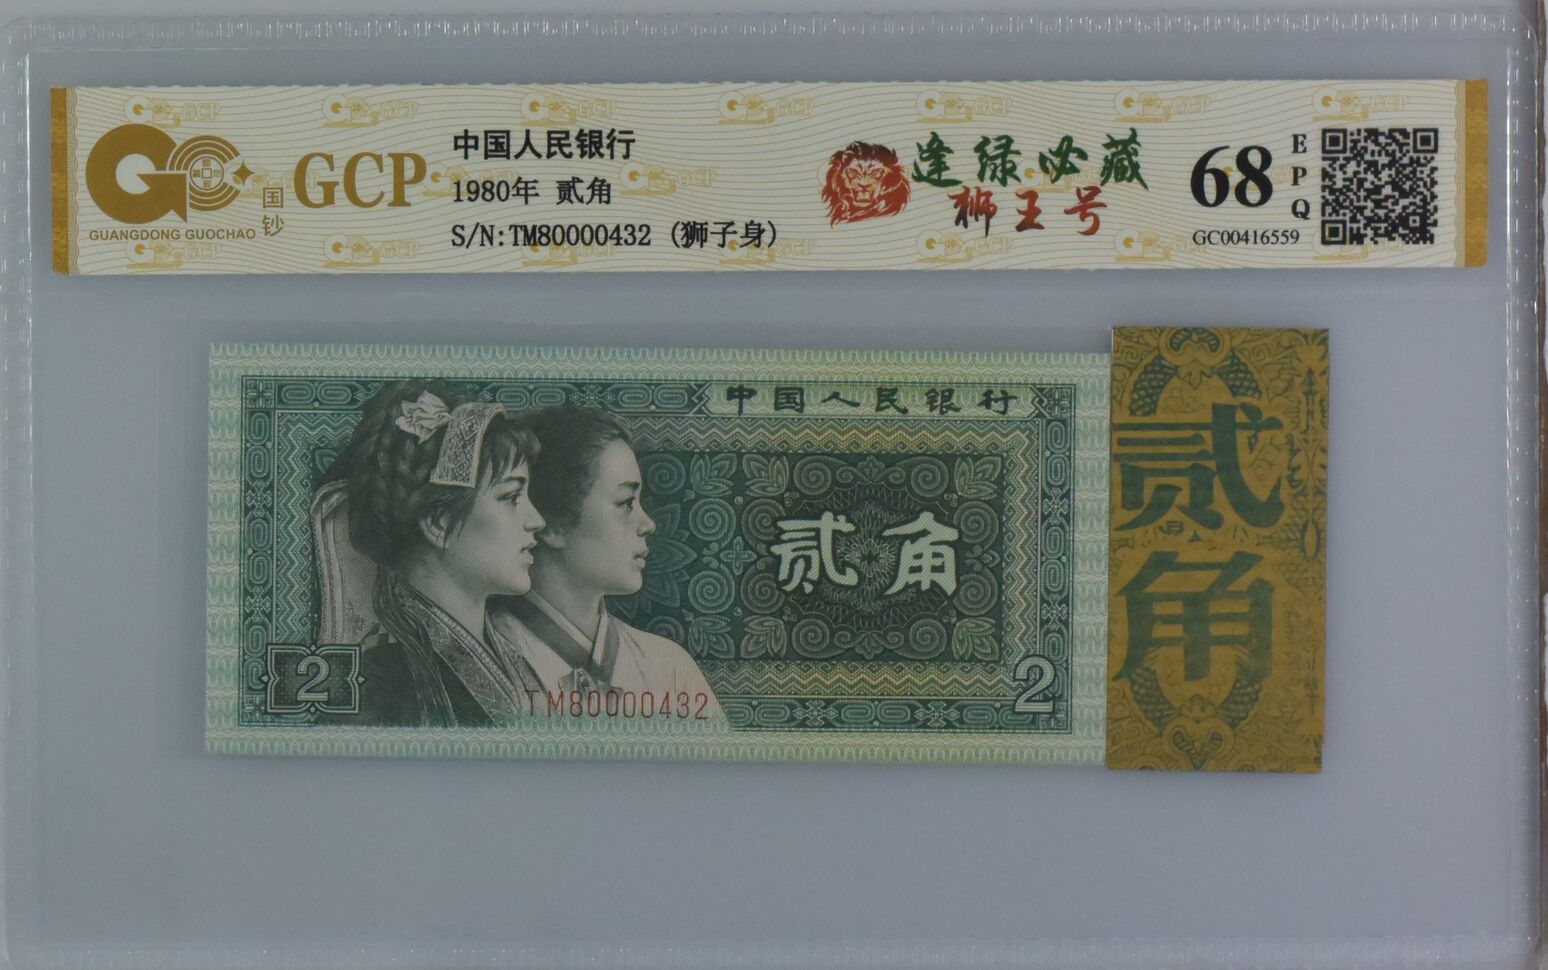 GCP
国钞
GUANGDONG GUOCHAO
中国人民银行
1980年 贰角
S/N:TM80000432 (狮子身)
逢绿必藏
狮王号
68
EPQ
GC00416559
中国人民银行
贰角
2
2
TM80000432
贰角